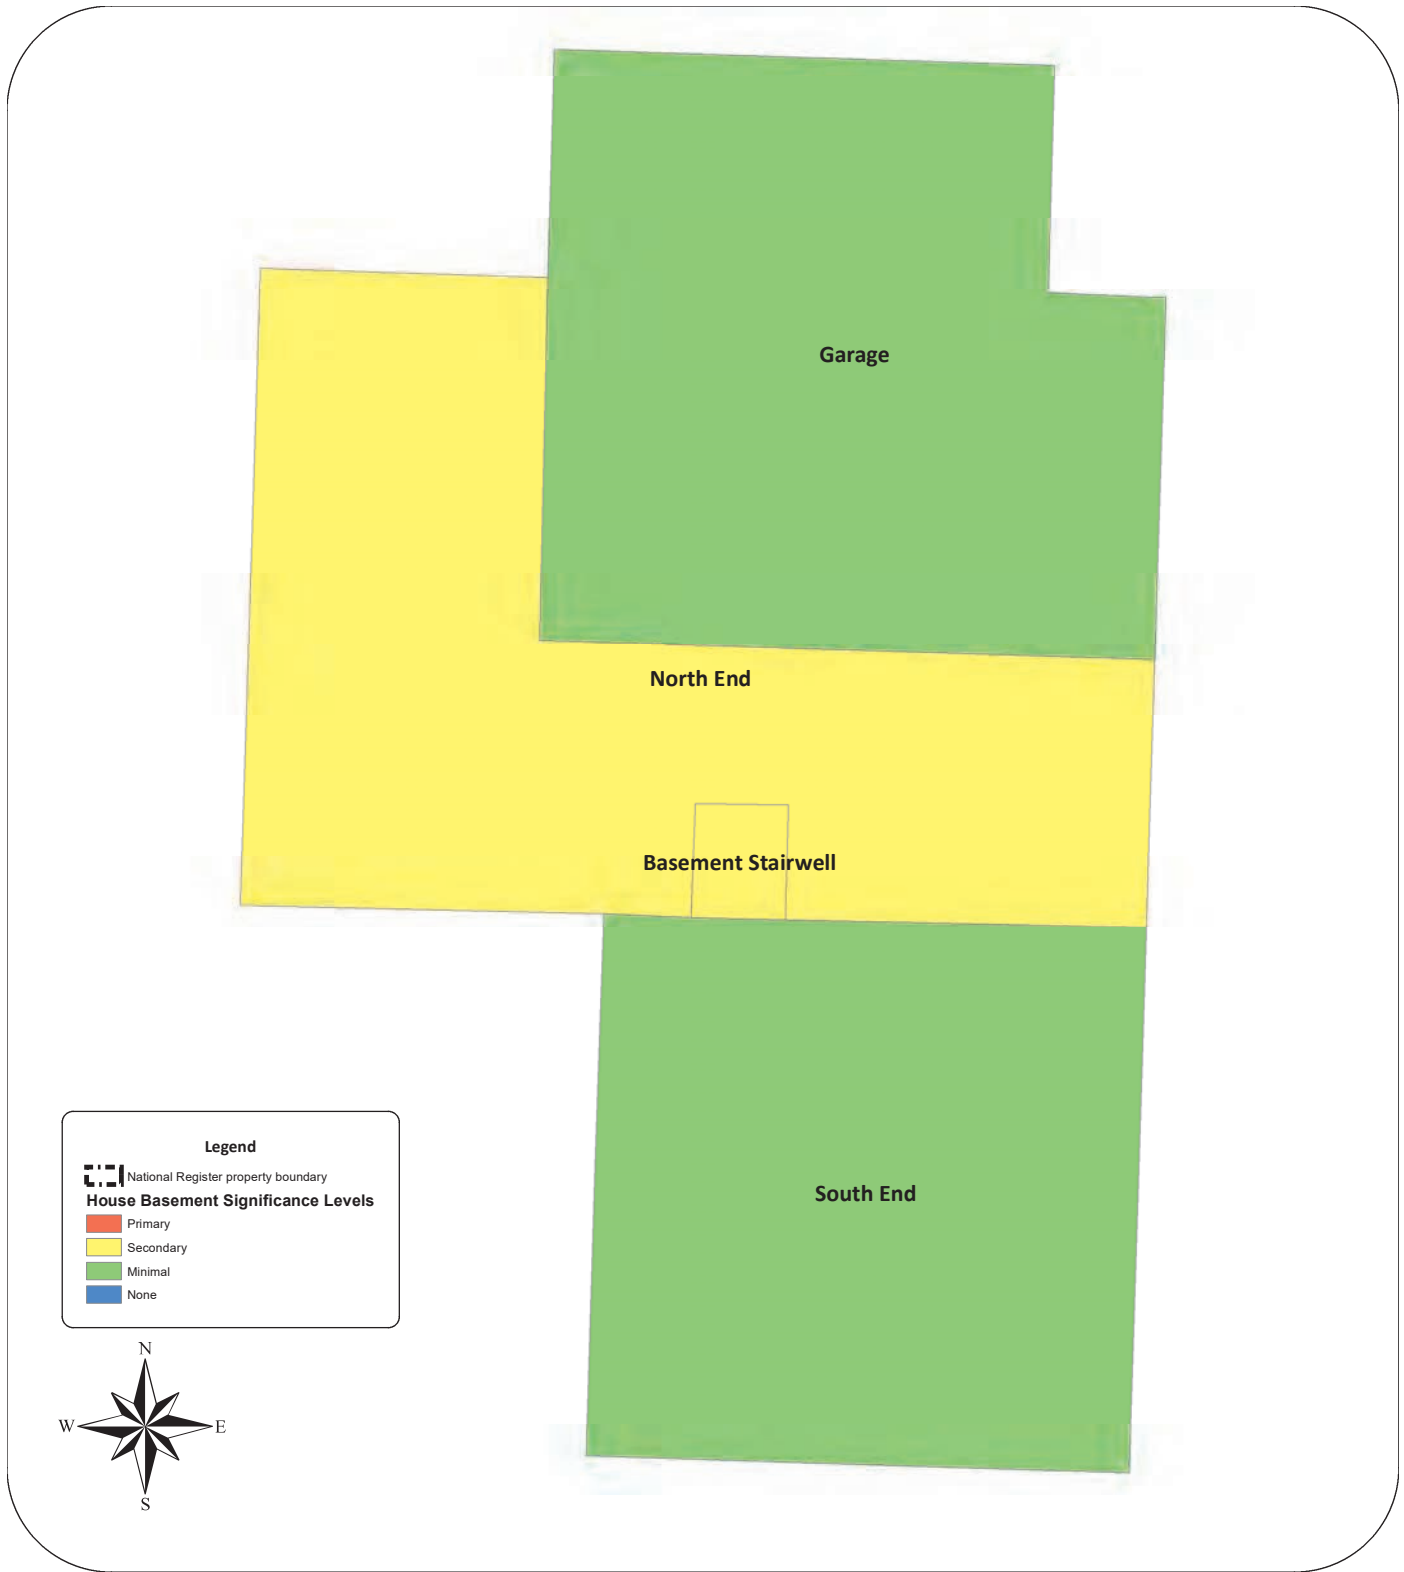 Garage
North End
Basement Stairwell
South End
Legend
National Register property boundary
House Basement Significance Levels
Primary
Secondary
Minimal
None
N
W E
S